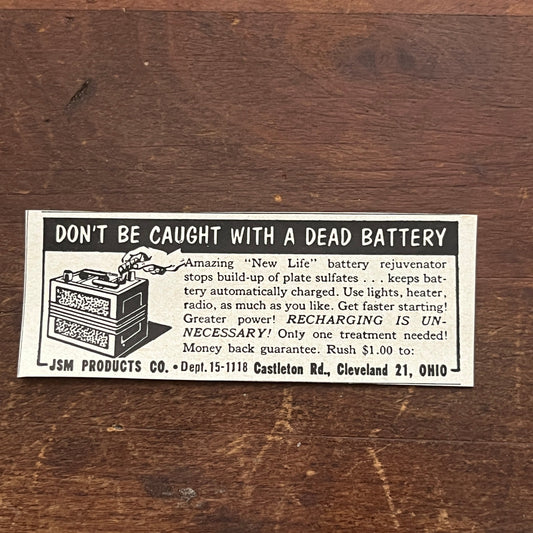 DON'T BE CAUGHT WITH A DEAD BATTERY
Amazing "New Life" battery rejuvenator
stops build-up of plate sulfates . . . keeps bat-
tery automatically charged. Use lights, heater,
radio, as much as you like. Get faster starting!
Greater power! RECHARGING IS UN-
NECESSARY! Only one treatment needed!
Money back guarantee. Rush $1.00 to:
JSM PRODUCTS CO. • Dept. 15-1118 Castleton Rd., Cleveland 21, OHIO